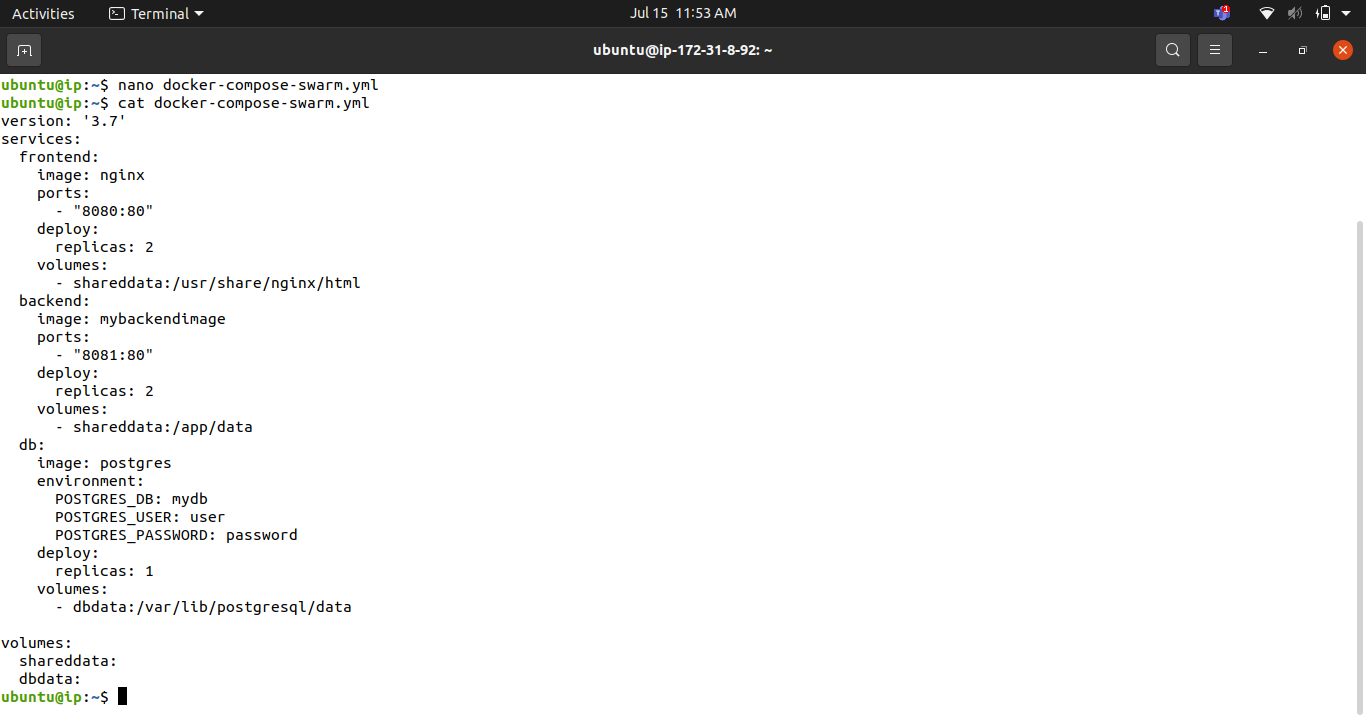 Activities Terminal Jul 15 11:53 AM 1
ubuntu@ip-172-31-8-92: ~
ubuntu@ip:~$ nano docker-compose-swarm.yml
ubuntu@ip:~$ cat docker-compose-swarm.yml
version: '3.7'
services:
  frontend:
    image: nginx
    ports:
      - "8080:80"
    deploy:
      replicas: 2
    volumes:
      - shareddata:/usr/share/nginx/html
  backend:
    image: mybackendimage
    ports:
      - "8081:80"
    deploy:
      replicas: 2
    volumes:
      - shareddata:/app/data
  db:
    image: postgres
    environment:
      POSTGRES_DB: mydb
      POSTGRES_USER: user
      POSTGRES_PASSWORD: password
    deploy:
      replicas: 1
    volumes:
      - dbdata:/var/lib/postgresql/data

volumes:
  shareddata:
  dbdata:
ubuntu@ip:~$